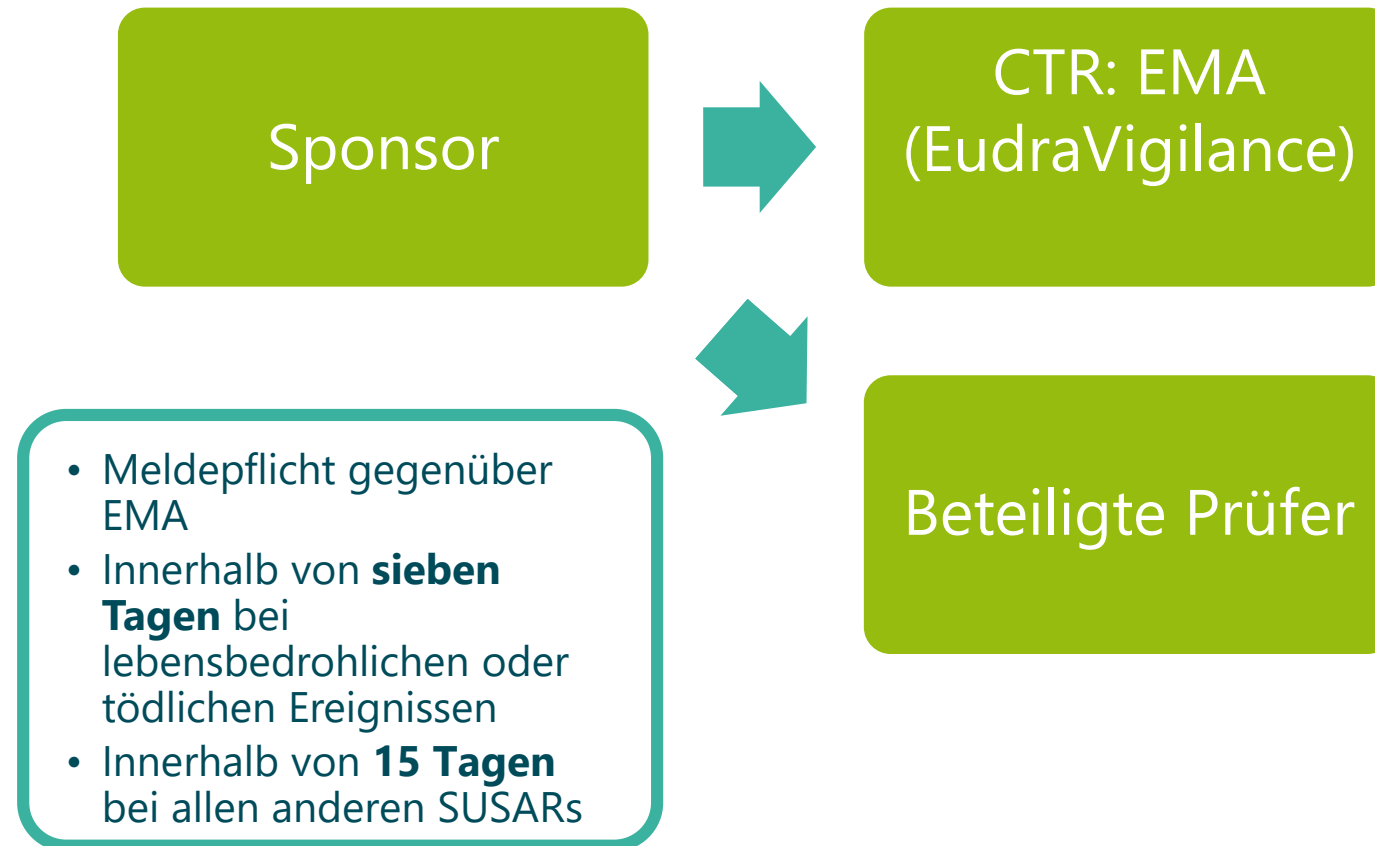 Sponsor
CTR: EMA
(EudraVigilance)
• Meldepflicht gegenüber
EMA
• Innerhalb von sieben
Tagen bei
lebensbedrohlichen oder
tödlichen Ereignissen
• Innerhalb von 15 Tagen
bei allen anderen SUSARs
Beteiligte Prüfer